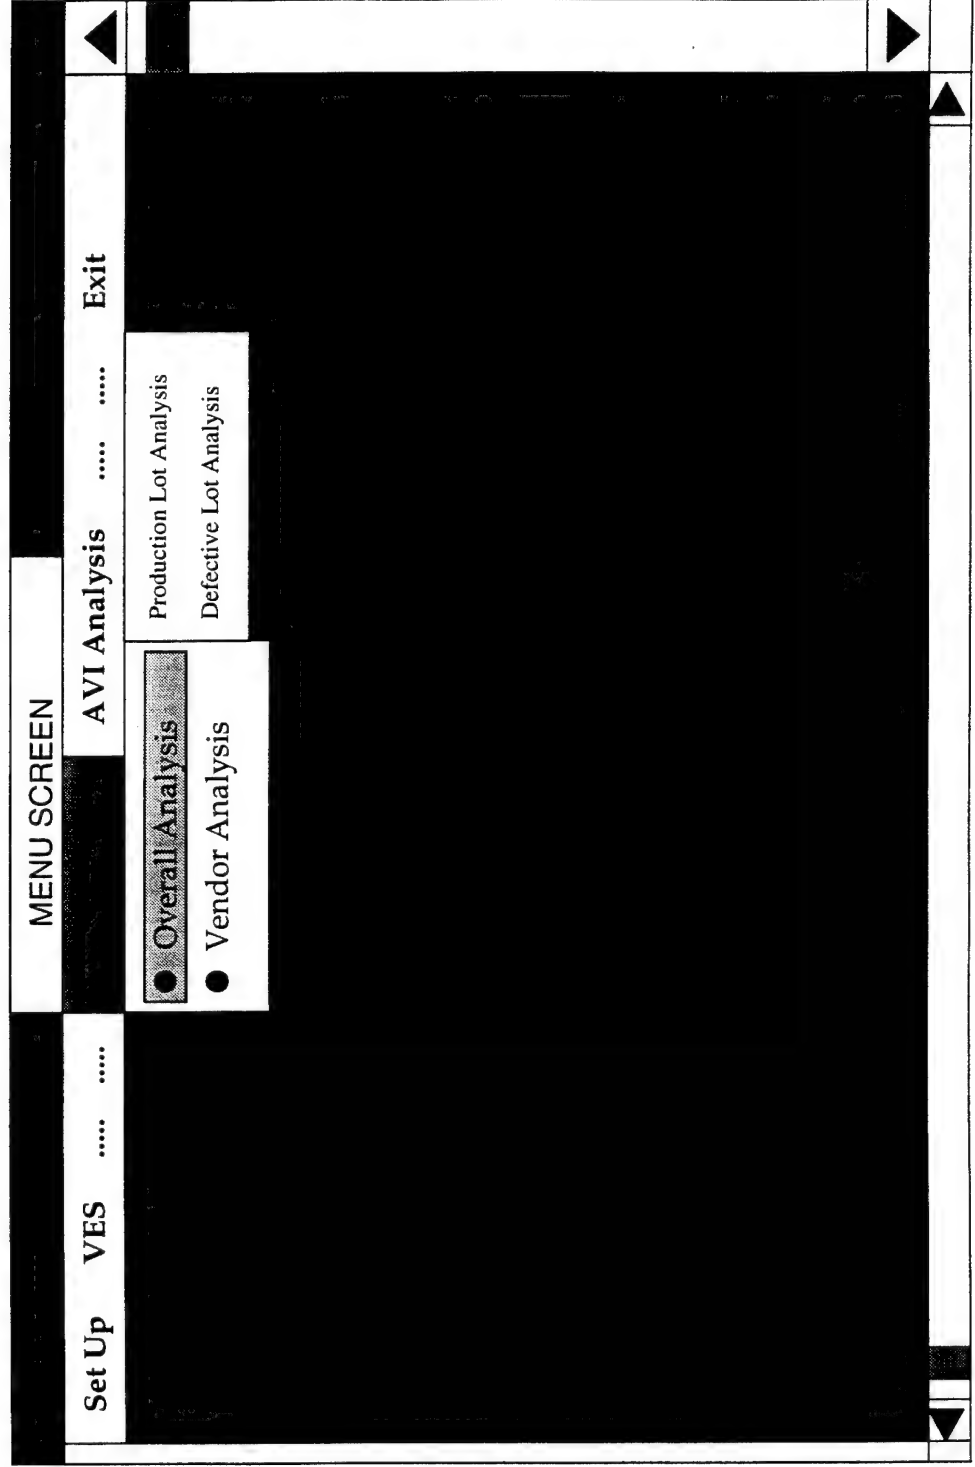 MENU SCREEN
Set Up VES ..... ..... AVI Analysis ..... ..... Exit
● Overall Analysis Production Lot Analysis
● Vendor Analysis Defective Lot Analysis